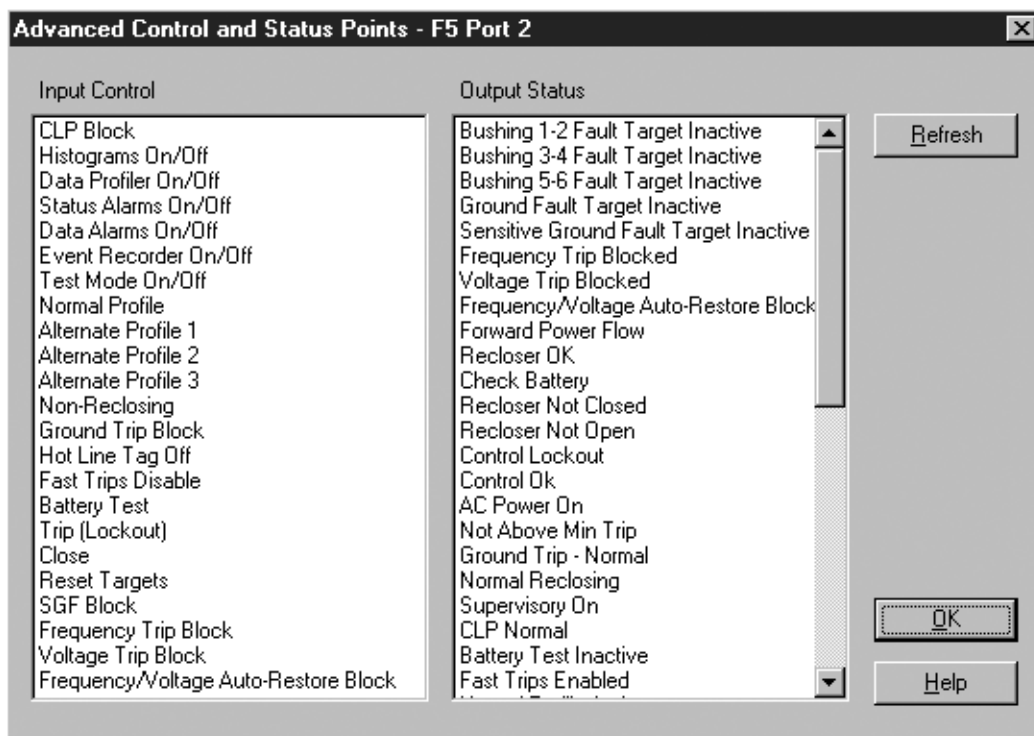 Advanced Control and Status Points - F5 Port 2
Input Control
CLP Block
Histograms On/Off
Data Profiler On/Off
Status Alarms On/Off
Data Alarms On/Off
Event Recorder On/Off
Test Mode On/Off
Normal Profile
Alternate Profile 1
Alternate Profile 2
Alternate Profile 3
Non-Reclosing
Ground Trip Block
Hot Line Tag Off
Fast Trips Disable
Battery Test
Trip (Lockout)
Close
Reset Targets
SGF Block
Frequency Trip Block
Voltage Trip Block
Frequency/Voltage Auto-Restore Block
Output Status
Bushing 1-2 Fault Target Inactive
Bushing 3-4 Fault Target Inactive
Bushing 5-6 Fault Target Inactive
Ground Fault Target Inactive
Sensitive Ground Fault Target Inactive
Frequency Trip Blocked
Voltage Trip Blocked
Frequency/Voltage Auto-Restore Block
Forward Power Flow
Recloser OK
Check Battery
Recloser Not Closed
Recloser Not Open
Control Lockout
Control Ok
AC Power On
Not Above Min Trip
Ground Trip - Normal
Normal Reclosing
Supervisory On
CLP Normal
Battery Test Inactive
Fast Trips Enabled
Refresh
OK
Help